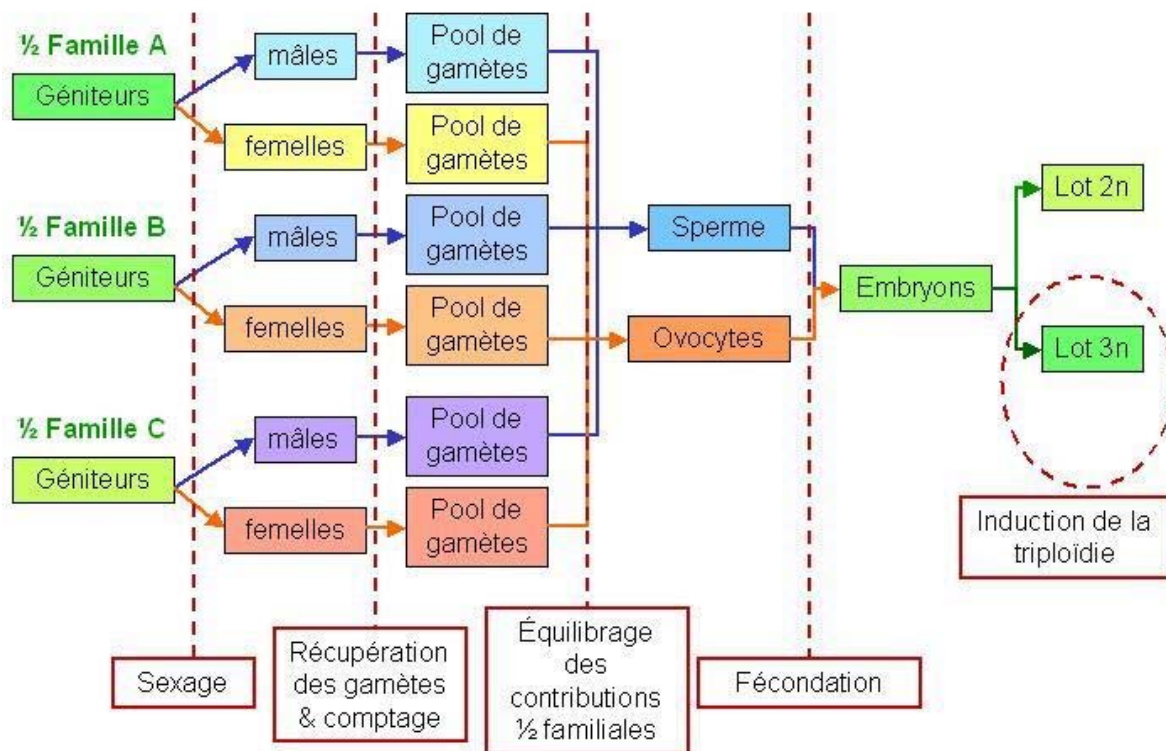 ½ Famille A
Géniteurs
mâles
Pool de
gamètes
femelles
Pool de
gamètes
½ Famille B
Géniteurs
mâles
Pool de
gamètes
femelles
Pool de
gamètes
½ Famille C
Géniteurs
mâles
Pool de
gamètes
femelles
Pool de
gamètes
Sperme
Ovocytes
Embryons
Lot 2n
Lot 3n
Induction de la
triploïdie
Sexage
Récupération
des gamètes
& comptage
Équilibrage
des
contributions
½ familiales
Fécondation